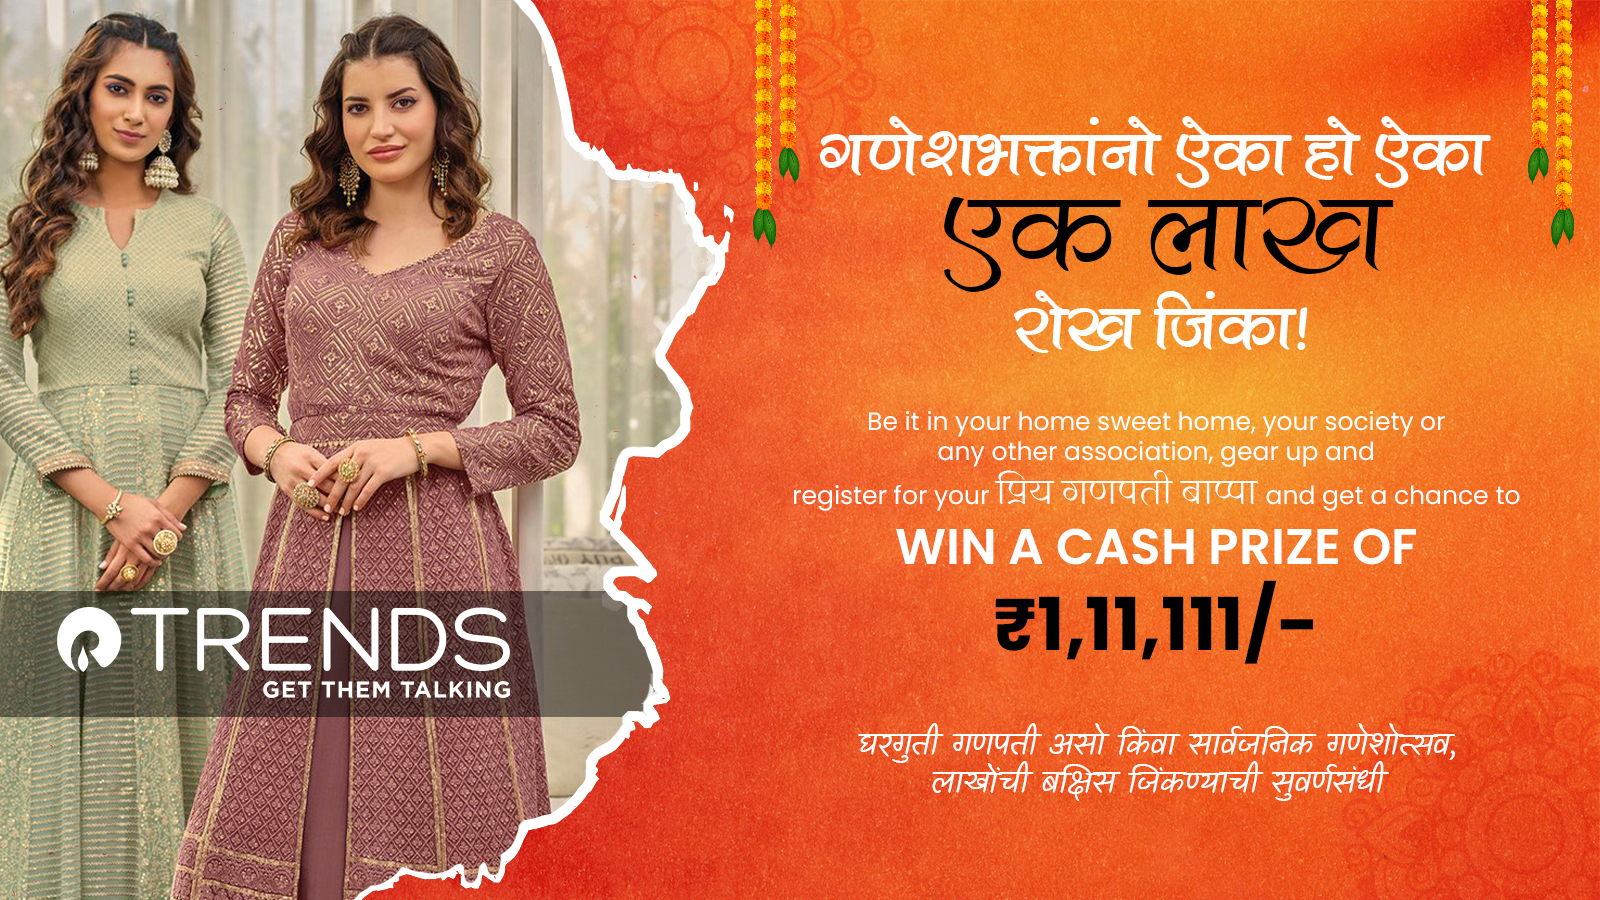 TRENDS
GET THEM TALKING
गणेशभक्तांनो ऐका हो ऐका
एक लाख
रोख जिंका!
Be it in your home sweet home, your society or
any other association, gear up and
register for your प्रिय गणपती बाप्पा and get a chance to
WIN A CASH PRIZE OF
₹1,11,111/-
घरगुती गणपती असो किंवा सार्वजनिक गणेशोत्सव,
लाखोंची बक्षिस जिंकण्याची सुवर्णसंधी